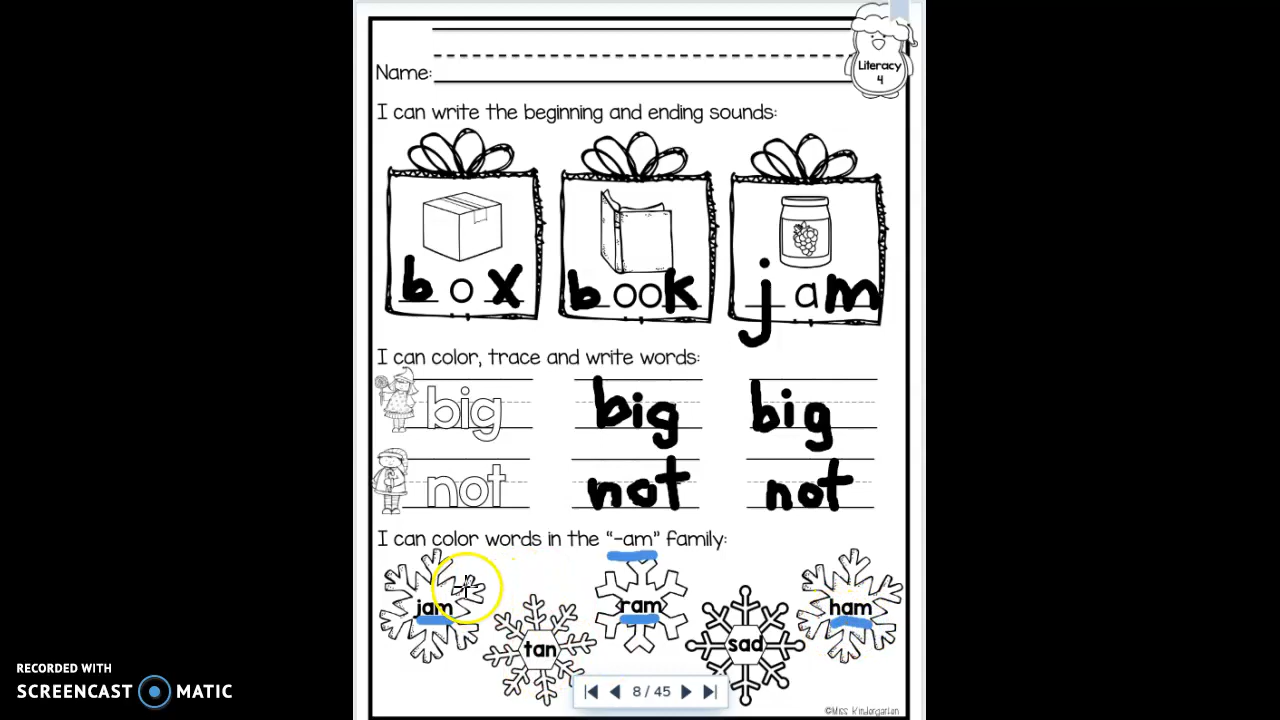 Literacy
4
Name:
I can write the beginning and ending sounds:
b o x b oo k j a m
I can color, trace and write words:
big big big
not not not
I can color words in the "-am" family:
jam ram ham
tan sad
8 / 45
©Miss Kindergarten
RECORDED WITH
SCREENCAST MATIC